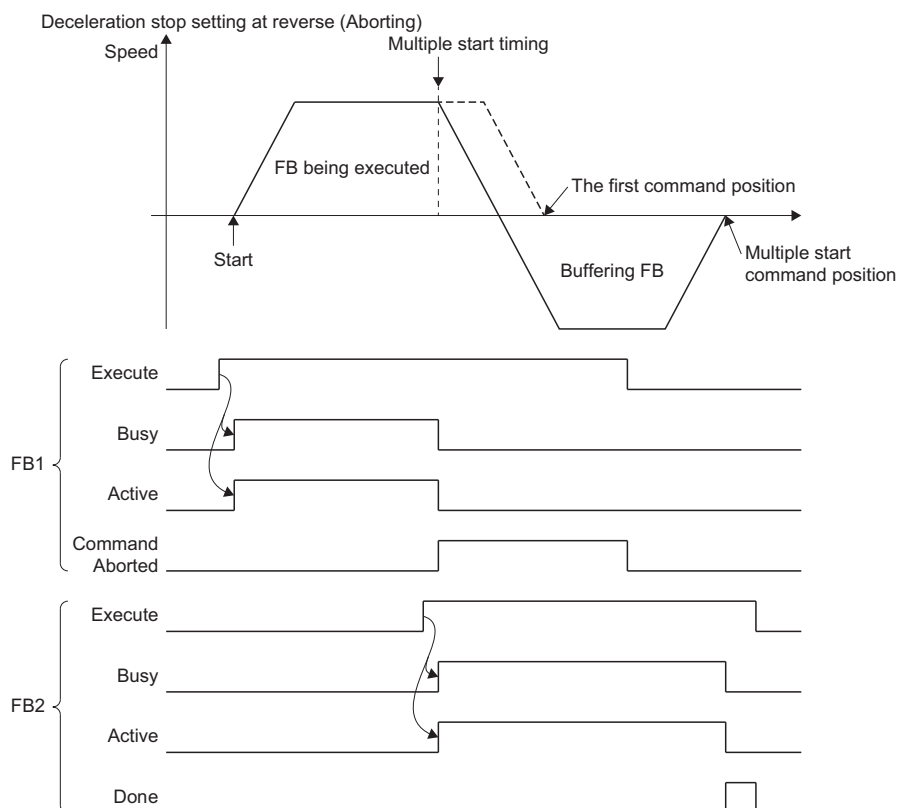 Deceleration stop setting at reverse (Aborting)
Speed
Multiple start timing
FB being executed
The first command position
Start
Buffering FB
Multiple start
command position
FB1
Execute
Busy
Active
Command
Aborted
FB2
Execute
Busy
Active
Done